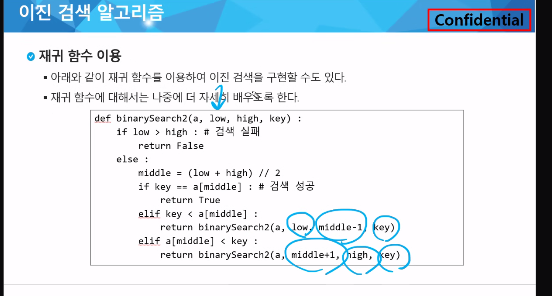 이진 검색 알고리즘
Confidential
재귀 함수 이용
▪ 아래와 같이 재귀 함수를 이용하여 이진 검색을 구현할 수도 있다.
▪ 재귀 함수에 대해서는 나중에 더 자세히 배우도록 한다.
def binarySearch2(a, low, high, key) :
    if low > high : # 검색 실패
        return False
    else :
        middle = (low + high) // 2
        if key == a[middle] : # 검색 성공
            return True
        elif key < a[middle] :
            return binarySearch2(a, low, middle-1, key)
        elif a[middle] < key :
            return binarySearch2(a, middle+1, high, key)